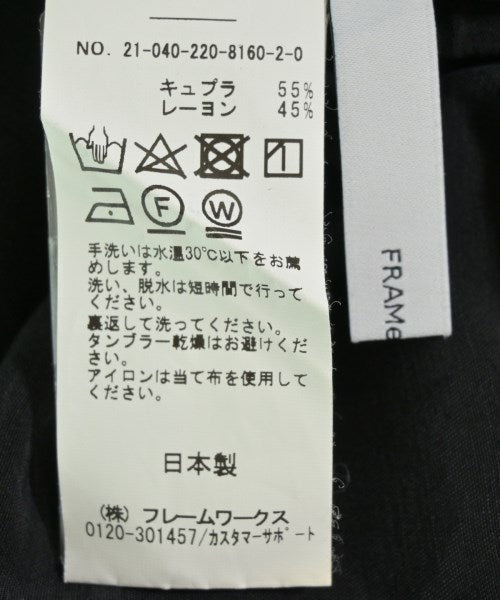 NO. 21-040-220-8160-2-0
キュプラ 55%
レーヨン 45%
F
W
手洗いは水温30℃以下をお薦
めします。
洗い、脱水は短時間で行って
ください。
裏返して洗ってください。
タンブラー乾燥はお避けくだ
さい。
アイロンは当て布を使用して
ください。
日本製
(株) フレームワークス
0120-301457/カスタマーサポート
FRAMe